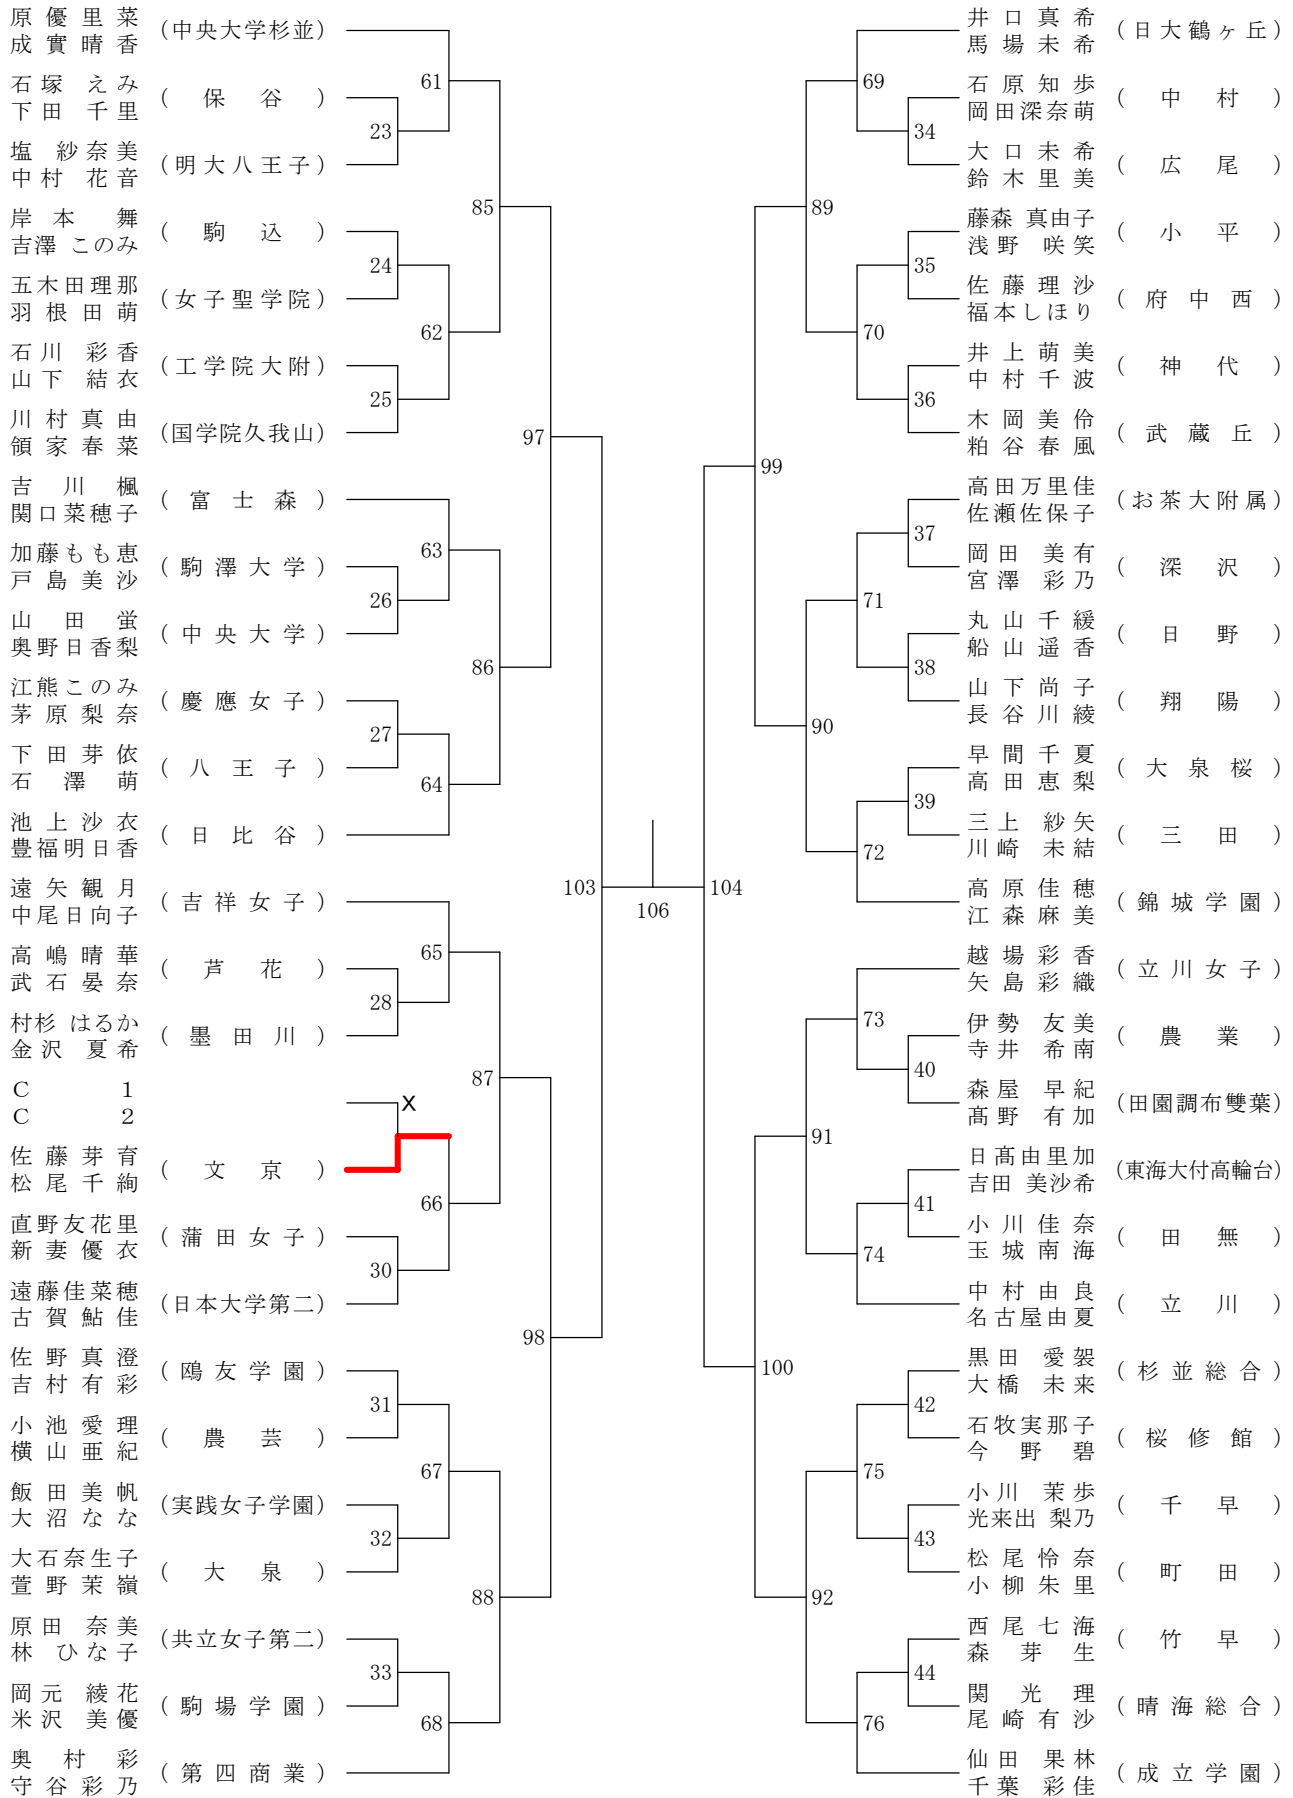 原優里菜
成實晴香
(中央大学杉並)
石塚 えみ
下田 千里
(保谷)
塩 紗奈美
中村 花音
(明大八王子)
岸本 舞
吉澤 このみ
(駒込)
五木田理那
羽根田萌
(女子聖学院)
石川 彩香
山下 結衣
(工学院大附)
川村真由
領家春菜
(国学院久我山)
吉川 楓
関口菜穂子
(富士森)
加藤もも恵
戸島美沙
(駒澤大学)
山田 蛍
奥野日香梨
(中央大学)
江熊このみ
茅原梨奈
(慶應女子)
下田芽依
石澤萌
(八王子)
池上沙衣
豊福明日香
(日比谷)
遠矢観月
中尾日向子
(吉祥女子)
高嶋晴華
武石晏奈
(芦花)
村杉 はるか
金沢 夏希
(墨田川)
C 1
C 2
佐藤芽育
松尾千絢
(文京)
直野友花里
新妻優衣
(蒲田女子)
遠藤佳菜穂
古賀鮎佳
(日本大学第二)
佐野真澄
吉村有彩
(鴎友学園)
小池愛理
横山亜紀
(農芸)
飯田美帆
大沼なな
(実践女子学園)
大石奈生子
萱野茉嶺
(大泉)
原田 奈美
林 ひな子
(共立女子第二)
岡元 綾花
米沢 美優
(駒場学園)
奥村 彩
守谷彩乃
(第四商業)
61
23
85
24
62
25
97
63
26
86
27
64
103
65
28
87
X
66
30
98
31
67
32
88
33
68
106
104
69
34
89
35
70
36
99
37
71
38
90
39
72
73
40
91
41
74
100
42
75
43
92
44
76
井口真希
馬場未希
(日大鶴ヶ丘)
石原知歩
岡田深奈萌
(中村)
大口未希
鈴木里美
(広尾)
藤森 真由子
浅野 咲笑
(小平)
佐藤理沙
福本しほり
(府中西)
井上萌美
中村千波
(神代)
木岡美伶
粕谷春風
(武蔵丘)
高田万里佳
佐瀬佐保子
(お茶大附属)
岡田 美有
宮澤 彩乃
(深沢)
丸山千緩
船山遥香
(日野)
山下尚子
長谷川綾
(翔陽)
早間千夏
高田恵梨
(大泉桜)
三上 紗矢
川崎 未結
(三田)
高原佳穂
江森麻美
(錦城学園)
越場彩香
矢島彩織
(立川女子)
伊勢 友美
寺井 希南
(農業)
森屋 早紀
髙野 有加
(田園調布雙葉)
日髙由里加
吉田 美沙希
(東海大付高輪台)
小川佳奈
玉城南海
(田無)
中村由良
名古屋由夏
(立川)
黒田 愛袈
大橋 未来
(杉並総合)
石牧実那子
今野 碧
(桜修館)
小川 茉歩
光来出 梨乃
(千早)
松尾怜奈
小柳朱里
(町田)
西尾七海
森芽生
(竹早)
関 光理
尾崎有沙
(晴海総合)
仙田 果林
千葉 彩佳
(成立学園)